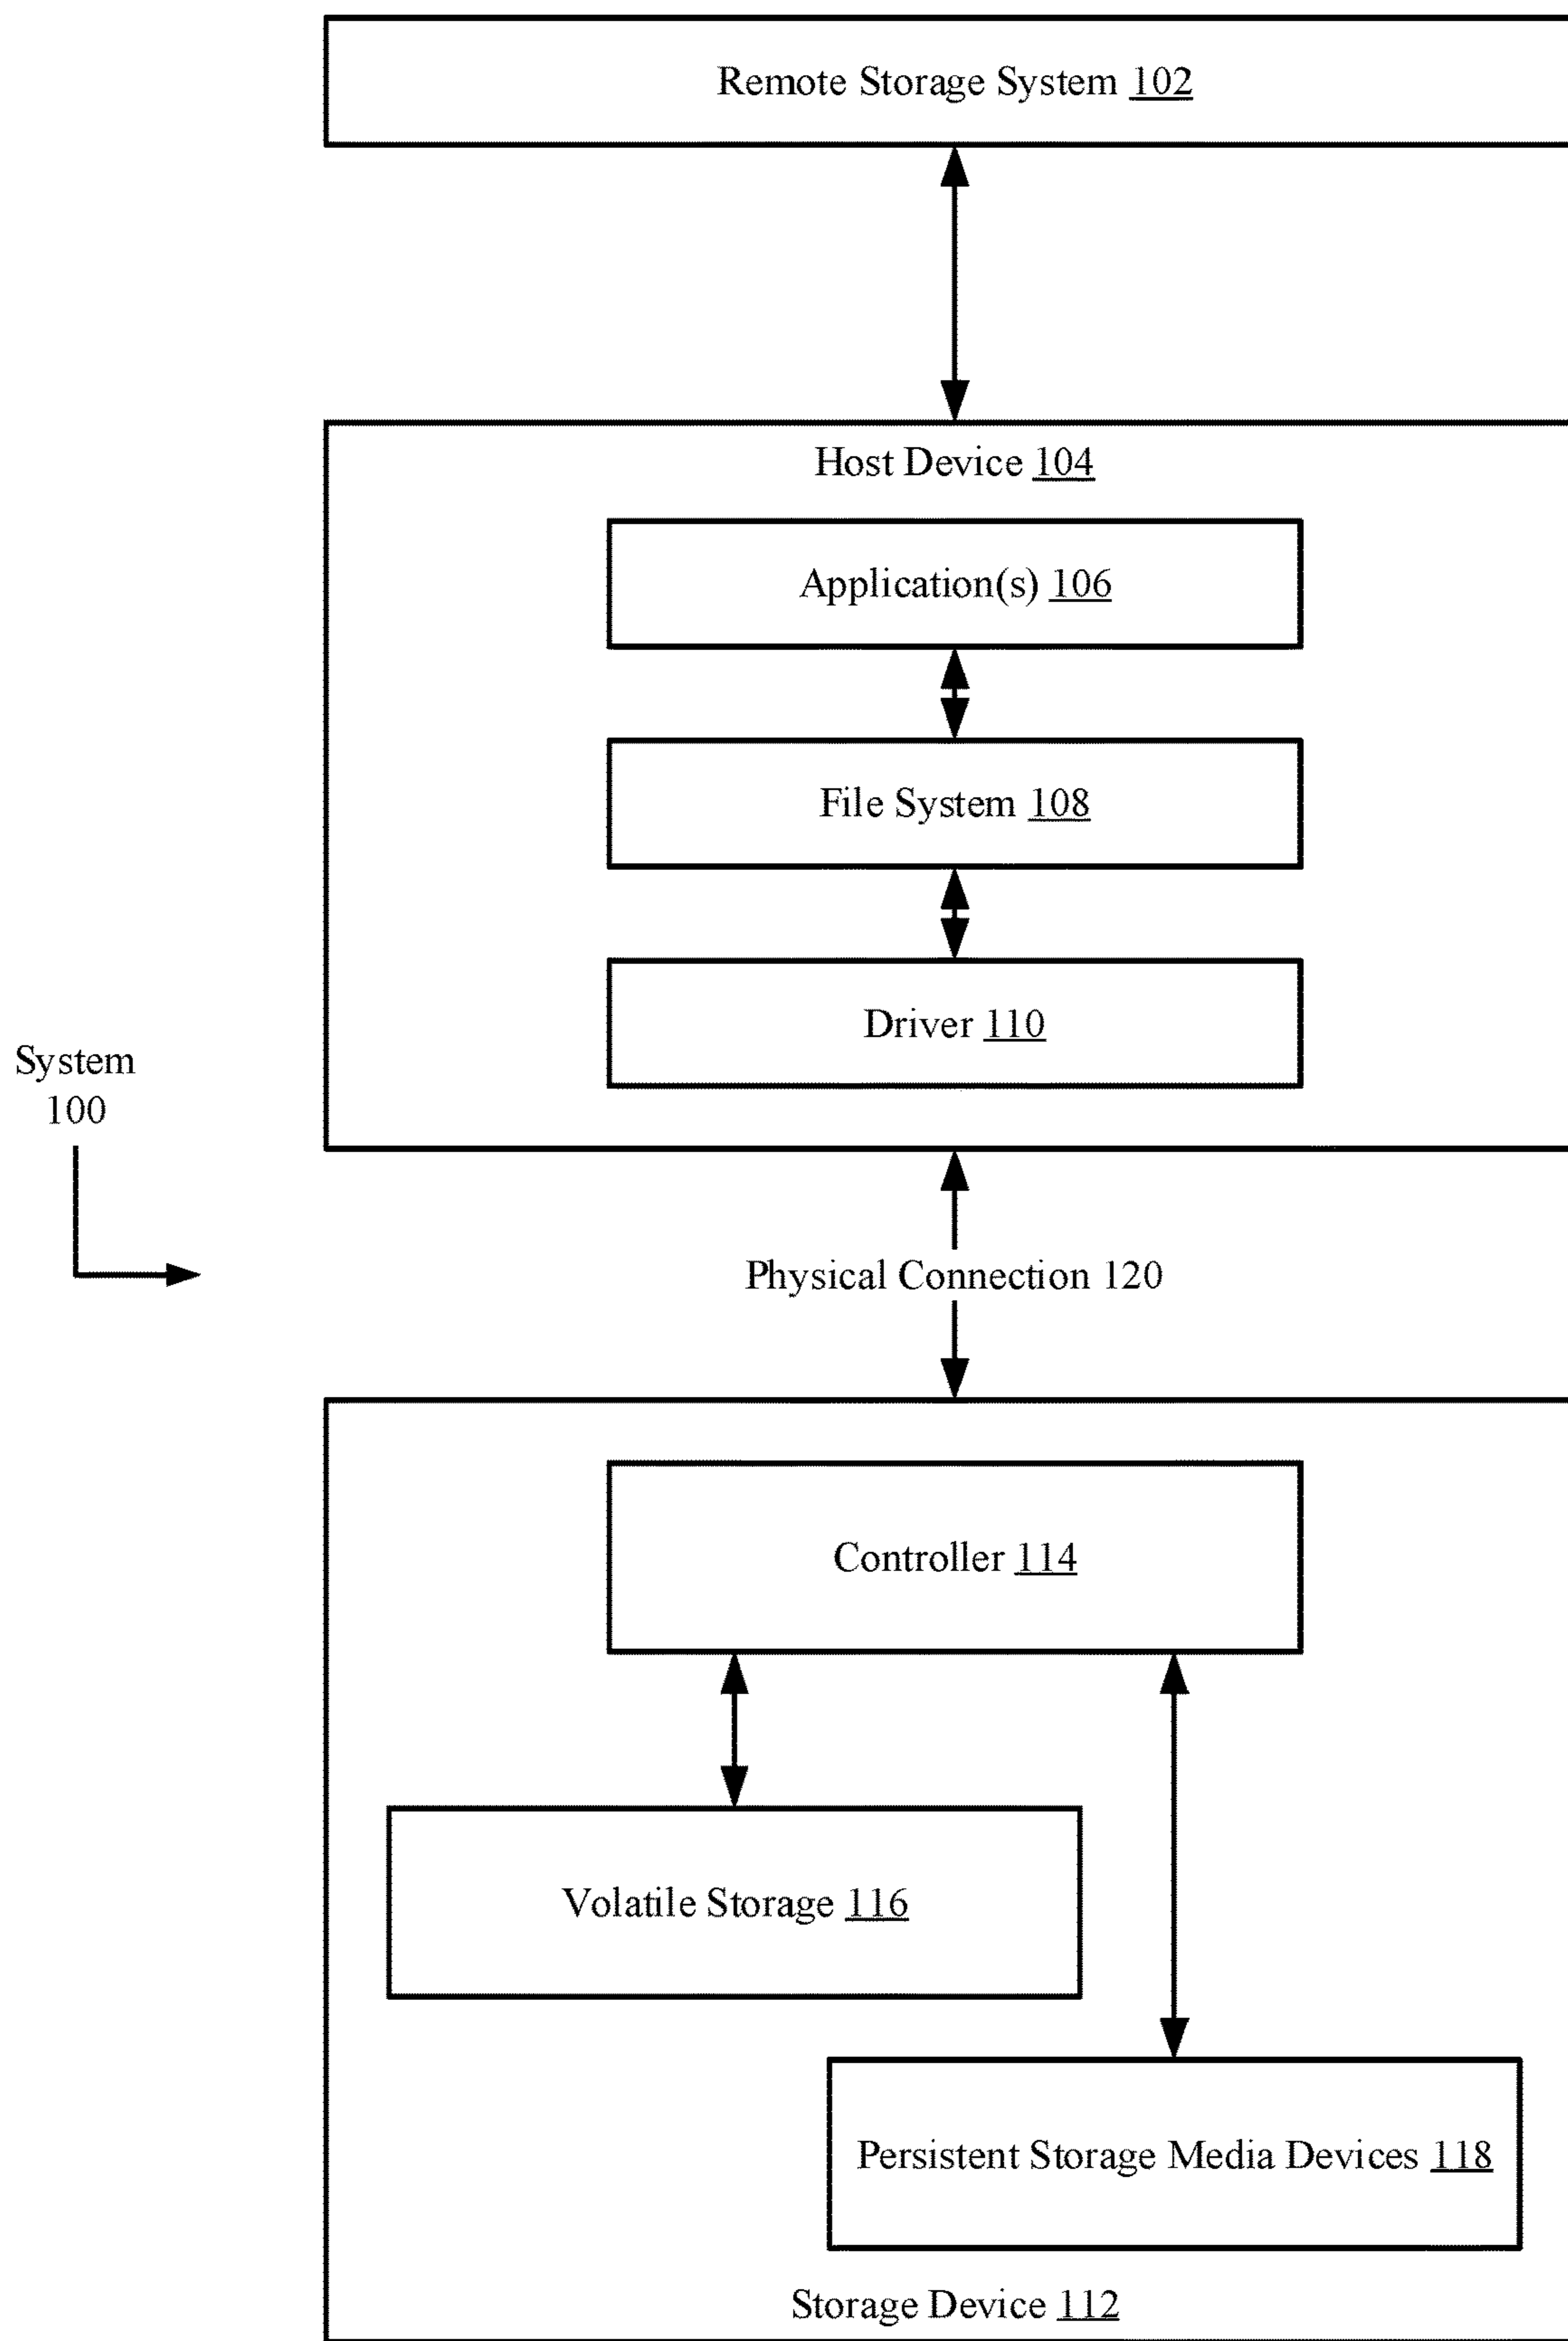 Remote Storage System 102
Host Device 104
Application(s) 106
File System 108
Driver 110
System
100
Physical Connection 120
Controller 114
Volatile Storage 116
Persistent Storage Media Devices 118
Storage Device 112